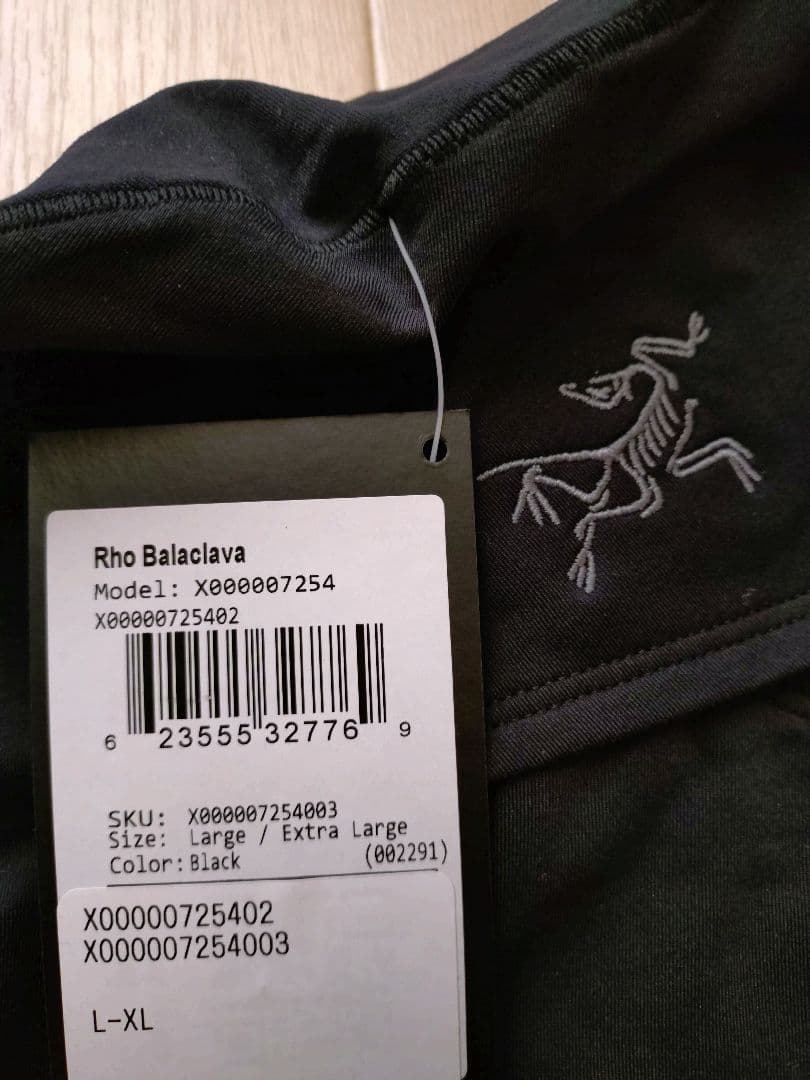 Rho Balaclava
Model: X000007254
X00000725402
6 23555 32776 9
SKU: X000007254003
Size: Large / Extra Large
Color: Black (002291)
X00000725402
X000007254003
L-XL